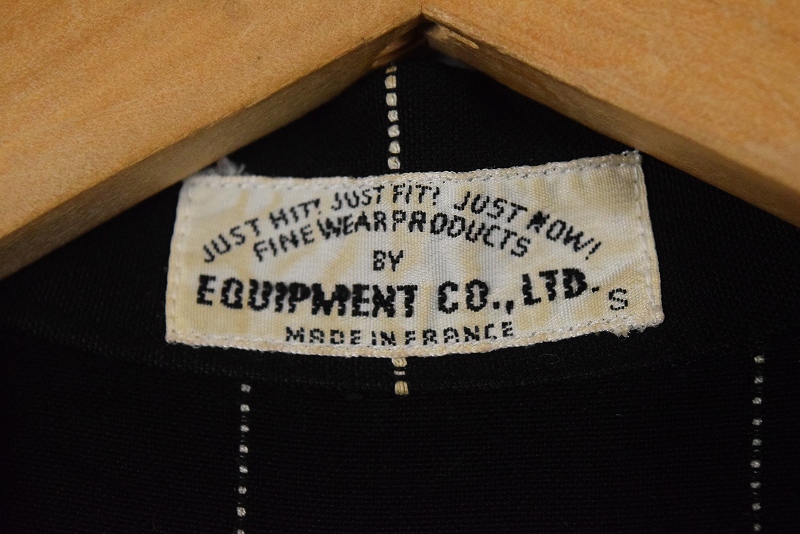 JUST HIT! JUST FIT! JUST NOW!
FINE WEAR PRODUCTS
BY
EQUIPMENT CO., LTD.
S
MADE IN FRANCE